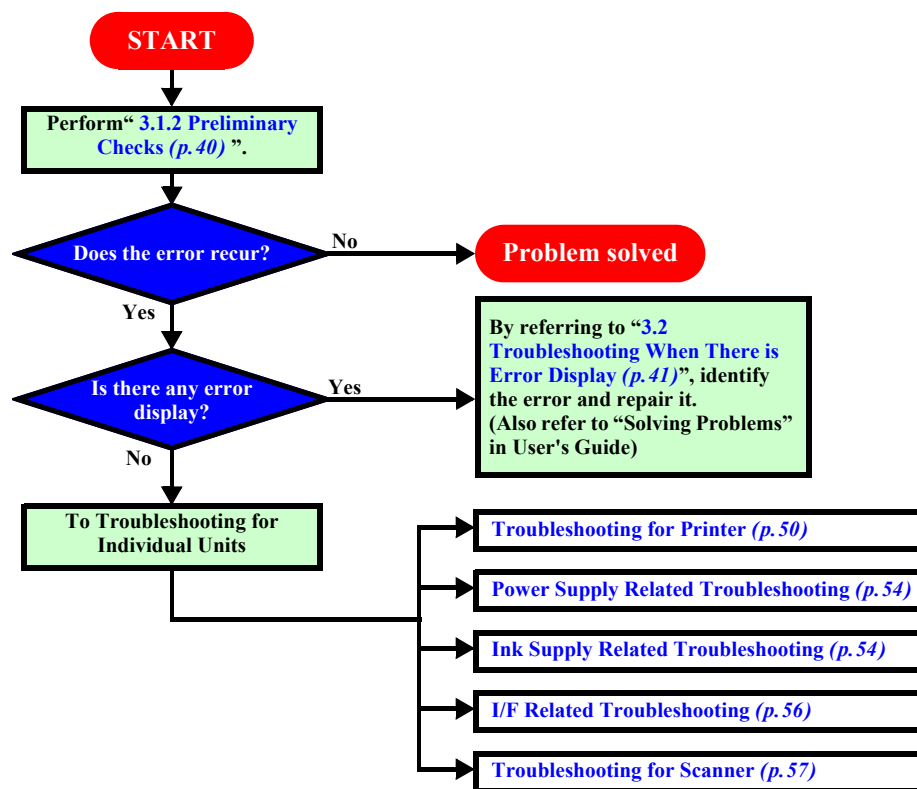 START
Perform“ 3.1.2 Preliminary
Checks (p.40) ”.
Does the error recur?
No
Problem solved
Yes
By referring to “3.2
Troubleshooting When There is
Error Display (p.41)”, identify
the error and repair it.
(Also refer to “Solving Problems”
in User's Guide)
Is there any error
display?
Yes
No
To Troubleshooting for
Individual Units
Troubleshooting for Printer (p.50)
Power Supply Related Troubleshooting (p.54)
Ink Supply Related Troubleshooting (p.54)
I/F Related Troubleshooting (p.56)
Troubleshooting for Scanner (p.57)